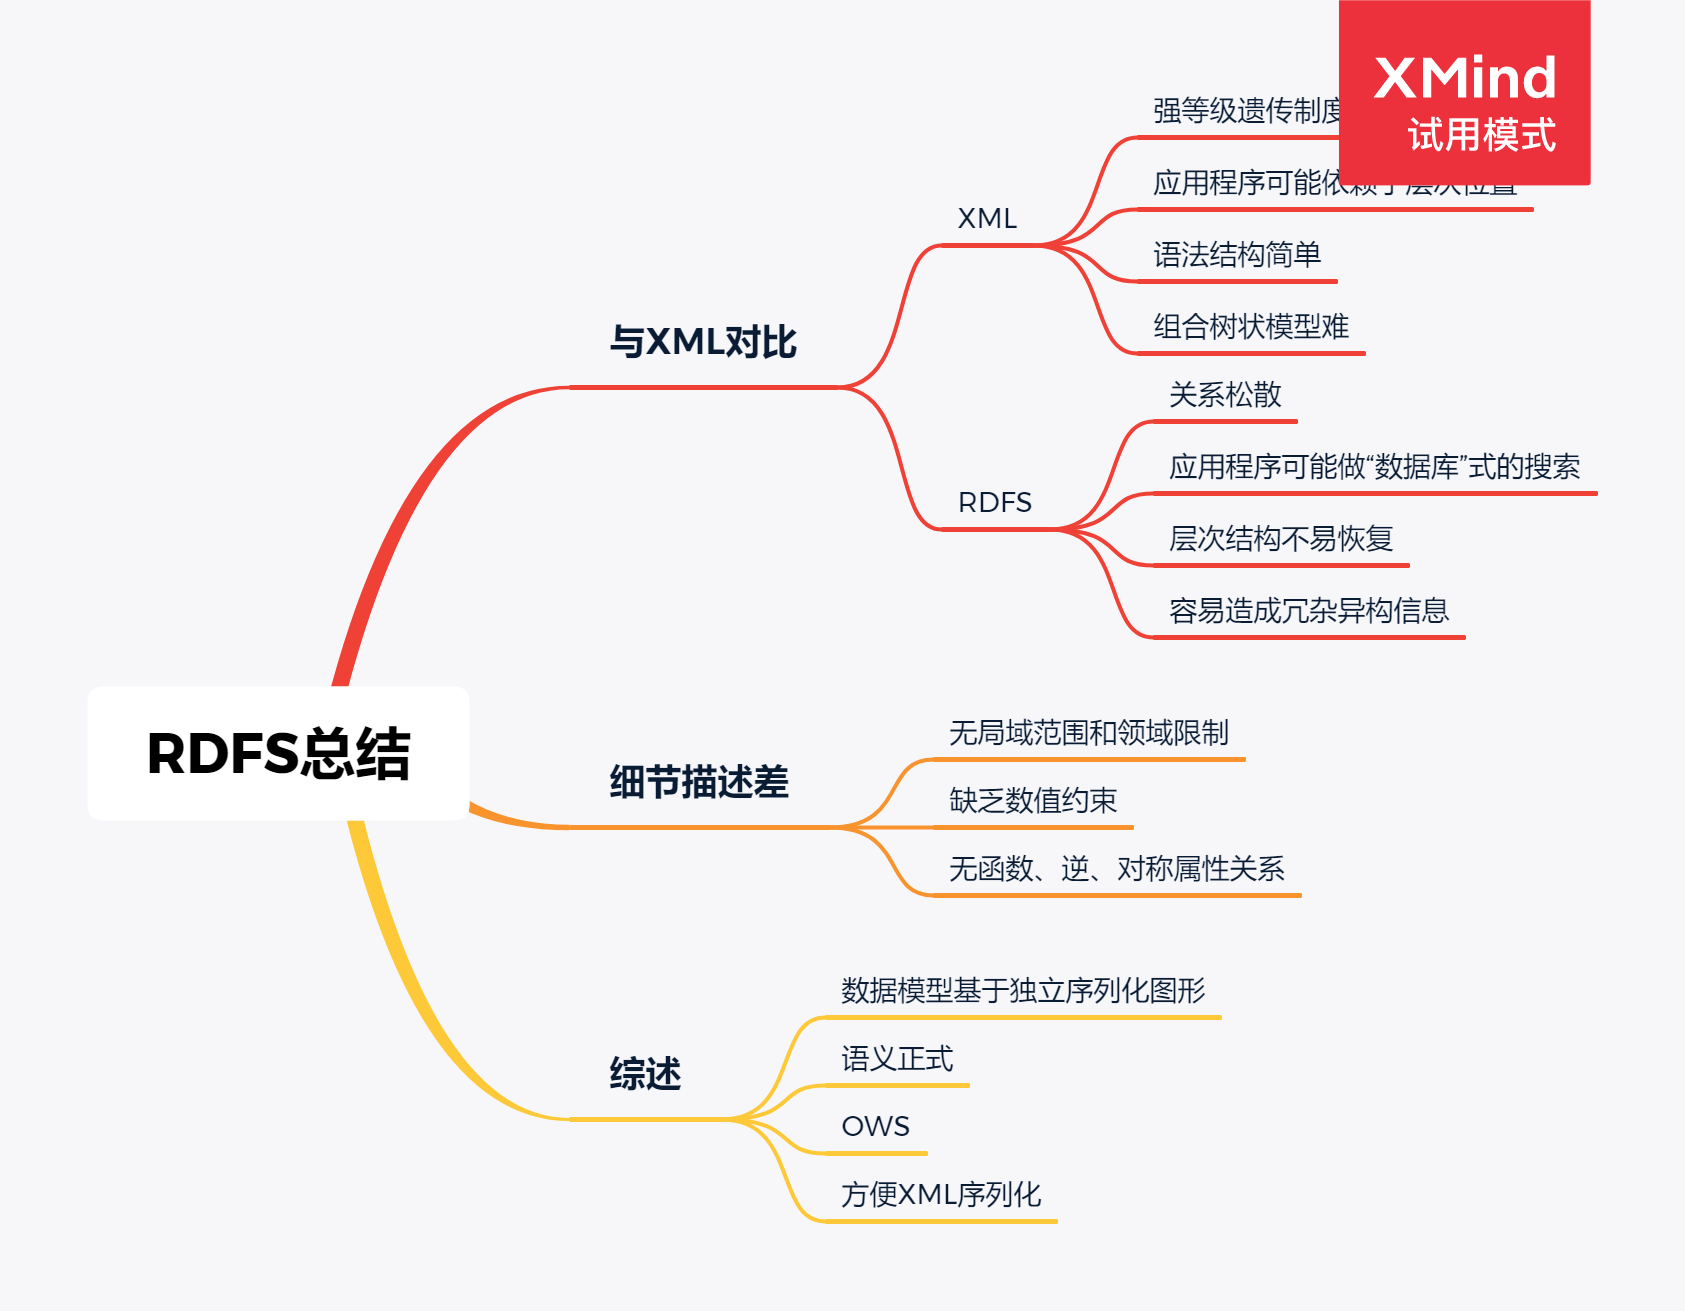 XMind
试用模式
强等级遗传制度
应用程序可能依赖于层次位置
XML
语法结构简单
组合树状模型难
与XML对比
关系松散
应用程序可能做“数据库”式的搜索
RDFS
层次结构不易恢复
容易造成冗杂异构信息
RDFS总结
无局域范围和领域限制
细节描述差
缺乏数值约束
无函数、逆、对称属性关系
数据模型基于独立序列化图形
语义正式
综述
OWS
方便XML序列化